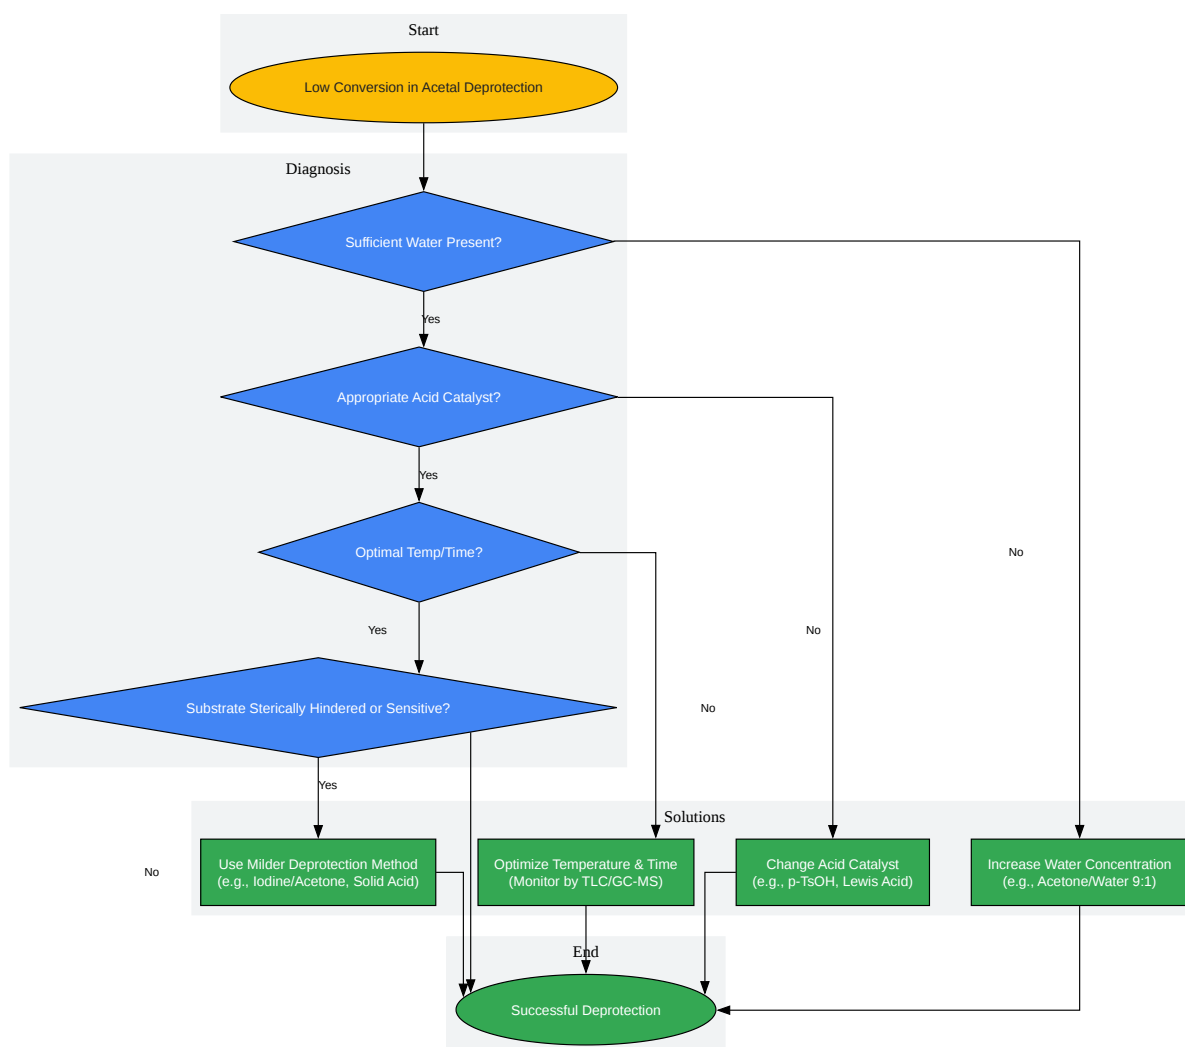 Start
Low Conversion in Acetal Deprotection
Diagnosis
Sufficient Water Present?
Yes
Appropriate Acid Catalyst?
Yes
Optimal Temp/Time?
No
Yes
No
Substrate Sterically Hindered or Sensitive?
No
Yes
Solutions
Use Milder Deprotection Method
(e.g., Iodine/Acetone, Solid Acid)
Optimize Temperature & Time
(Monitor by TLC/GC-MS)
Change Acid Catalyst
(e.g., p-TsOH, Lewis Acid)
Increase Water Concentration
(e.g., Acetone/Water 9:1)
No
End
Successful Deprotection